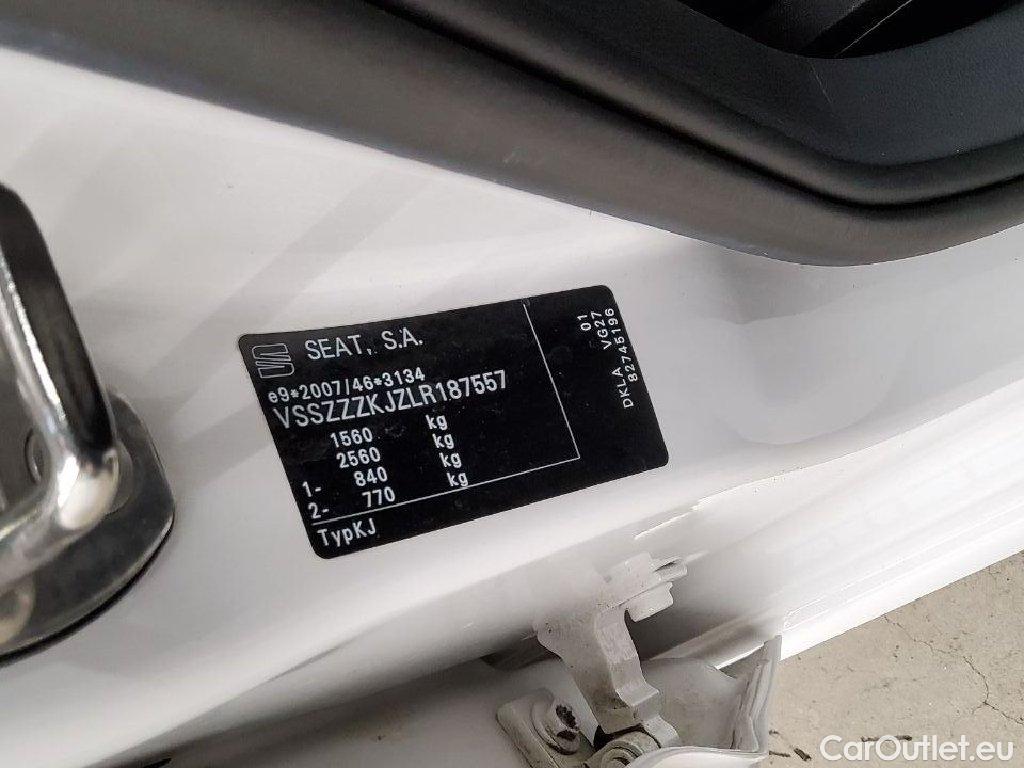 SEAT, S.A.
e9*2007/46*3134
VSSZZZKJZLR187557
1560 kg
2560 kg
1- 840 kg
2- 770 kg
TypKJ
01
DKLA VG27
82745196
CarOutlet.eu